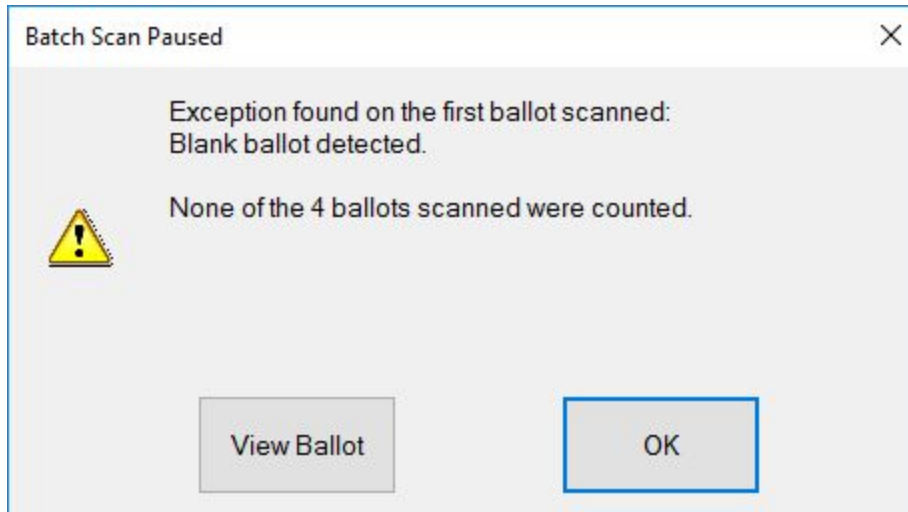 Batch Scan Paused
Exception found on the first ballot scanned:
Blank ballot detected.
None of the 4 ballots scanned were counted.
View Ballot
OK